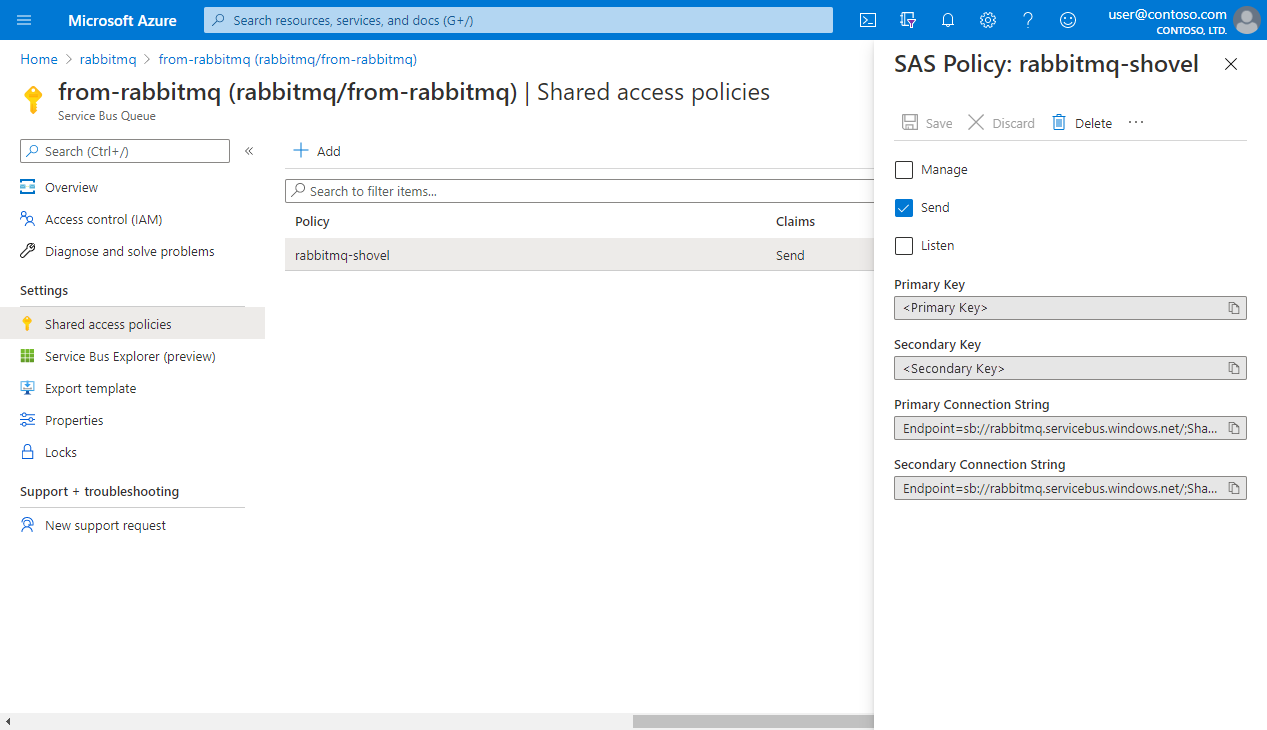 Microsoft Azure
Search resources, services, and docs (G+/)
user@contoso.com
CONTOSO, LTD.
Home > rabbitmq > from-rabbitmq (rabbitmq/from-rabbitmq)
from-rabbitmq (rabbitmq/from-rabbitmq) | Shared access policies
Service Bus Queue
Search (Ctrl+/)
«
Overview
Access control (IAM)
Diagnose and solve problems
Settings
Shared access policies
Service Bus Explorer (preview)
Export template
Properties
Locks
Support + troubleshooting
New support request
Add
Search to filter items...
Policy Claims
rabbitmq-shovel Send
SAS Policy: rabbitmq-shovel
Save Discard Delete ...
Manage
Send
Listen
Primary Key
<Primary Key>
Secondary Key
<Secondary Key>
Primary Connection String
Endpoint=sb://rabbitmq.servicebus.windows.net/;Sha...
Secondary Connection String
Endpoint=sb://rabbitmq.servicebus.windows.net/;Sha...